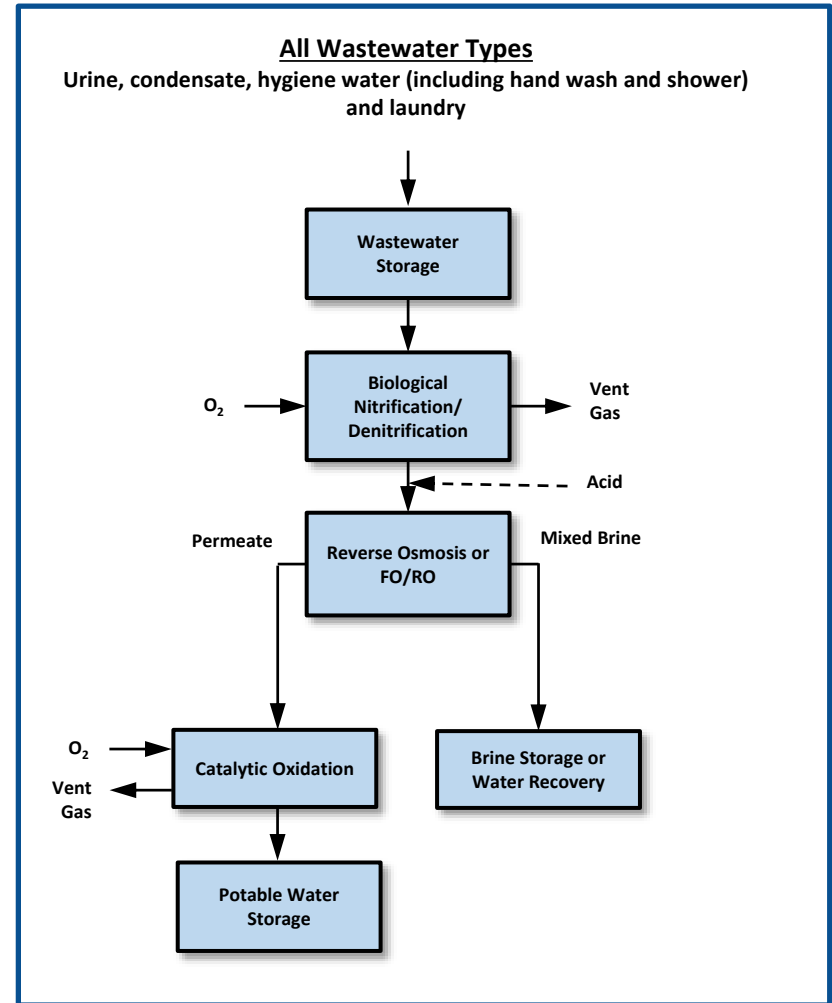 All Wastewater Types
Urine, condensate, hygiene water (including hand wash and shower)
and laundry
Wastewater
Storage
Biological
Nitrification/
Denitrification
O₂
Vent
Gas
Acid
Permeate
Reverse Osmosis or
FO/RO
Mixed Brine
O₂
Vent
Gas
Catalytic Oxidation
Brine Storage or
Water Recovery
Potable Water
Storage